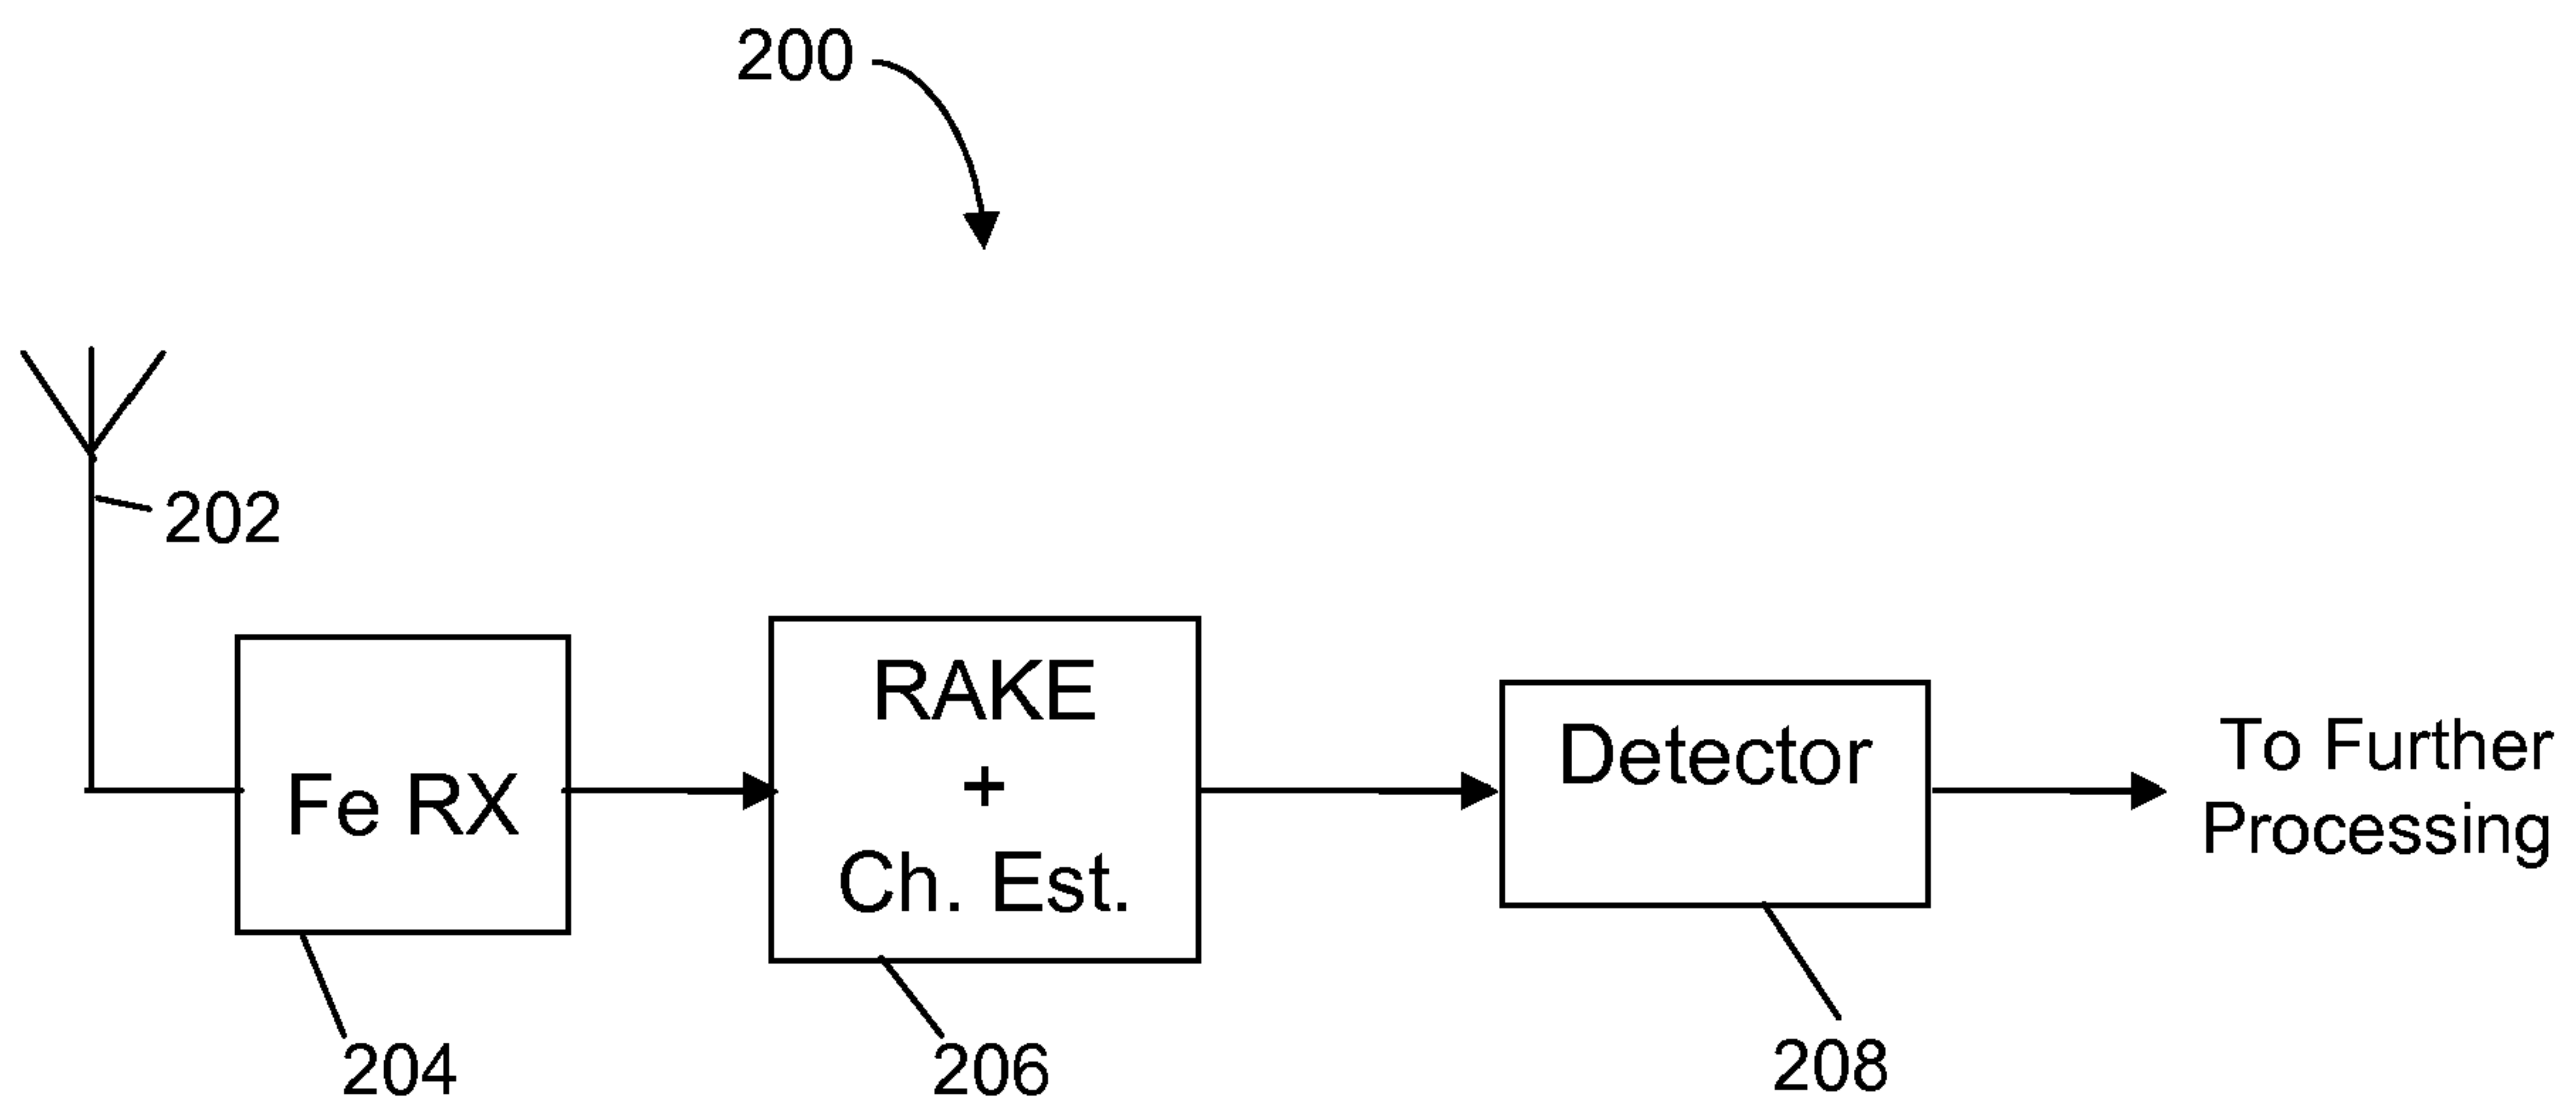 200
202
Fe RX
204
RAKE
+
Ch. Est.
206
Detector
208
To Further
Processing